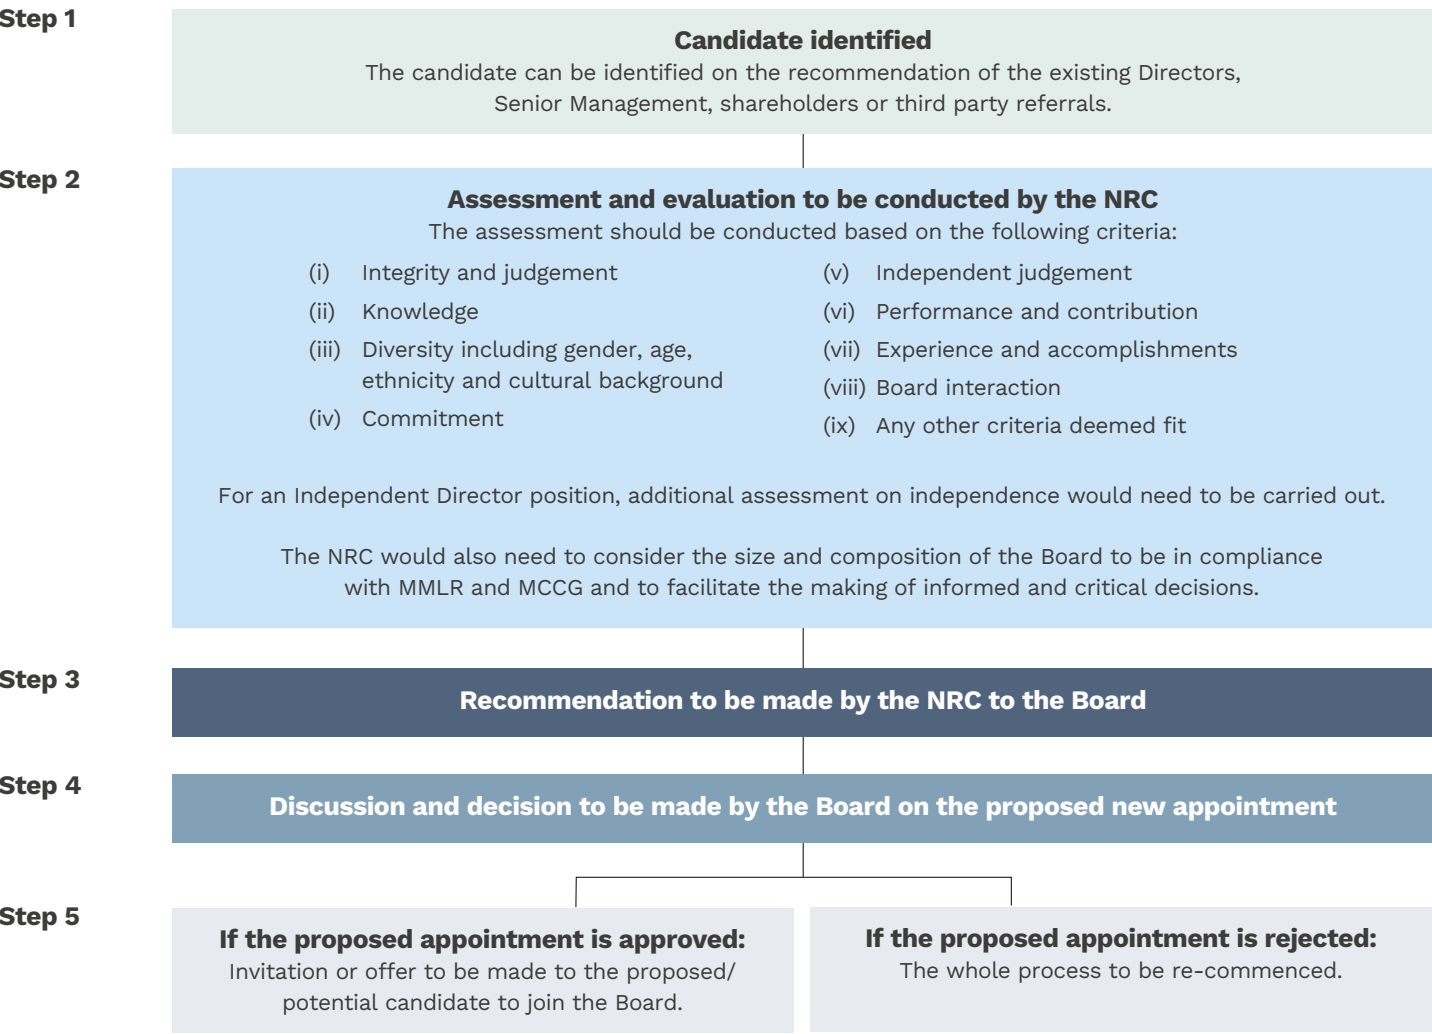 Step 1
Candidate identified
The candidate can be identified on the recommendation of the existing Directors,
Senior Management, shareholders or third party referrals.
Step 2
Assessment and evaluation to be conducted by the NRC
The assessment should be conducted based on the following criteria:
(i) Integrity and judgement
(ii) Knowledge
(iii) Diversity including gender, age,
ethnicity and cultural background
(iv) Commitment
(v) Independent judgement
(vi) Performance and contribution
(vii) Experience and accomplishments
(viii) Board interaction
(ix) Any other criteria deemed fit
For an Independent Director position, additional assessment on independence would need to be carried out.
The NRC would also need to consider the size and composition of the Board to be in compliance
with MMLR and MCCG and to facilitate the making of informed and critical decisions.
Step 3
Recommendation to be made by the NRC to the Board
Step 4
Discussion and decision to be made by the Board on the proposed new appointment
Step 5
If the proposed appointment is approved:
Invitation or offer to be made to the proposed/
potential candidate to join the Board.
If the proposed appointment is rejected:
The whole process to be re-commenced.